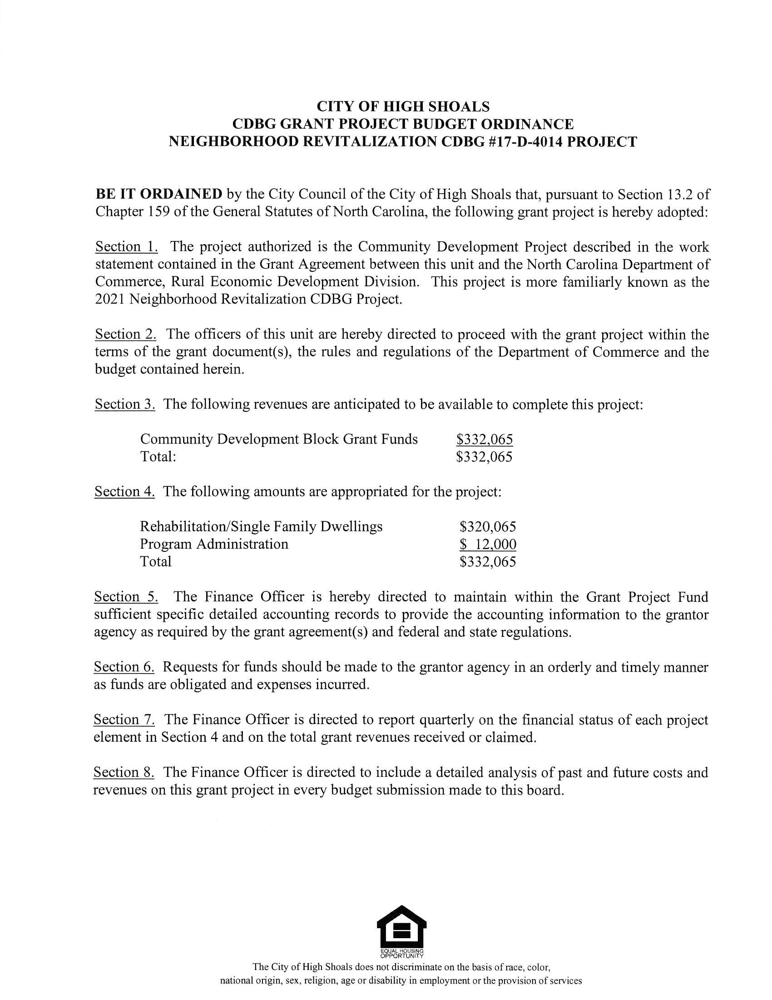 CITY OF HIGH SHOALS
CDBG GRANT PROJECT BUDGET ORDINANCE
NEIGHBORHOOD REVITALIZATION CDBG #17-D-4014 PROJECT
BE IT ORDAINED by the City Council of the City of High Shoals that, pursuant to Section 13.2 of
Chapter 159 of the General Statutes of North Carolina, the following grant project is hereby adopted:
Section 1. The project authorized is the Community Development Project described in the work
statement contained in the Grant Agreement between this unit and the North Carolina Department of
Commerce, Rural Economic Development Division. This project is more familiarly known as the
2021 Neighborhood Revitalization CDBG Project.
Section 2. The officers of this unit are hereby directed to proceed with the grant project within the
terms of the grant document(s), the rules and regulations of the Department of Commerce and the
budget contained herein.
Section 3. The following revenues are anticipated to be available to complete this project:
Community Development Block Grant Funds $332,065
Total: $332,065
Section 4. The following amounts are appropriated for the project:
Rehabilitation/Single Family Dwellings $320,065
Program Administration $ 12,000
Total $332,065
Section 5. The Finance Officer is hereby directed to maintain within the Grant Project Fund
sufficient specific detailed accounting records to provide the accounting information to the grantor
agency as required by the grant agreement(s) and federal and state regulations.
Section 6. Requests for funds should be made to the grantor agency in an orderly and timely manner
as funds are obligated and expenses incurred.
Section 7. The Finance Officer is directed to report quarterly on the financial status of each project
element in Section 4 and on the total grant revenues received or claimed.
Section 8. The Finance Officer is directed to include a detailed analysis of past and future costs and
revenues on this grant project in every budget submission made to this board.
EQUAL HOUSING
OPPORTUNITY
The City of High Shoals does not discriminate on the basis of race, color,
national origin, sex, religion, age or disability in employment or the provision of services